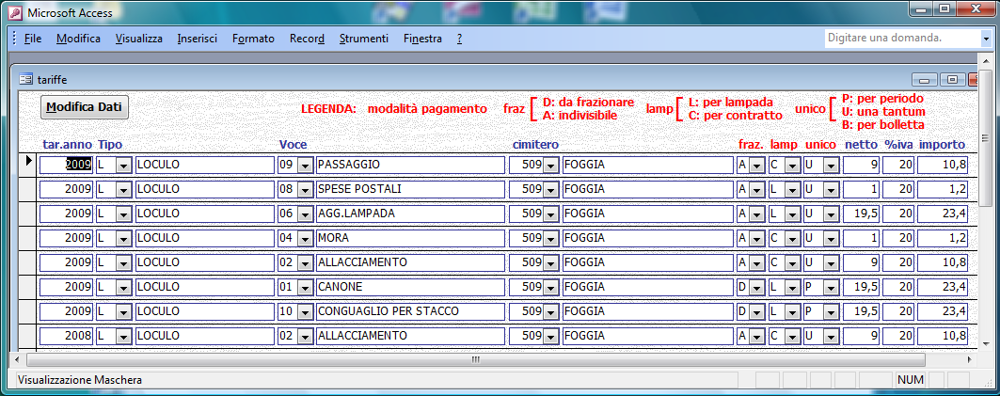 Microsoft Access
File Modifica Visualizza Inserisci Formato Record Strumenti Finestra ? Digitare una domanda.
tariffe
Modifica Dati
LEGENDA: modalità pagamento fraz D: da frazionare A: indivisibile lamp L: per lampada C: per contratto unico P: per periodo U: una tantum B: per bolletta
tar.anno Tipo Voce cimitero fraz. lamp unico netto %iva importo
2009 L LOCULO 09 PASSAGGIO 509 FOGGIA A C U 9 20 10,8
2009 L LOCULO 08 SPESE POSTALI 509 FOGGIA A L U 1 20 1,2
2009 L LOCULO 06 AGG.LAMPADA 509 FOGGIA A L U 19,5 20 23,4
2009 L LOCULO 04 MORA 509 FOGGIA A C U 1 20 1,2
2009 L LOCULO 02 ALLACCIAMENTO 509 FOGGIA A C U 9 20 10,8
2009 L LOCULO 01 CANONE 509 FOGGIA D L P 19,5 20 23,4
2009 L LOCULO 10 CONGUAGLIO PER STACCO 509 FOGGIA D L P 19,5 20 23,4
2008 L LOCULO 02 ALLACCIAMENTO 509 FOGGIA A C U 9 20 10,8
Visualizzazione Maschera NUM